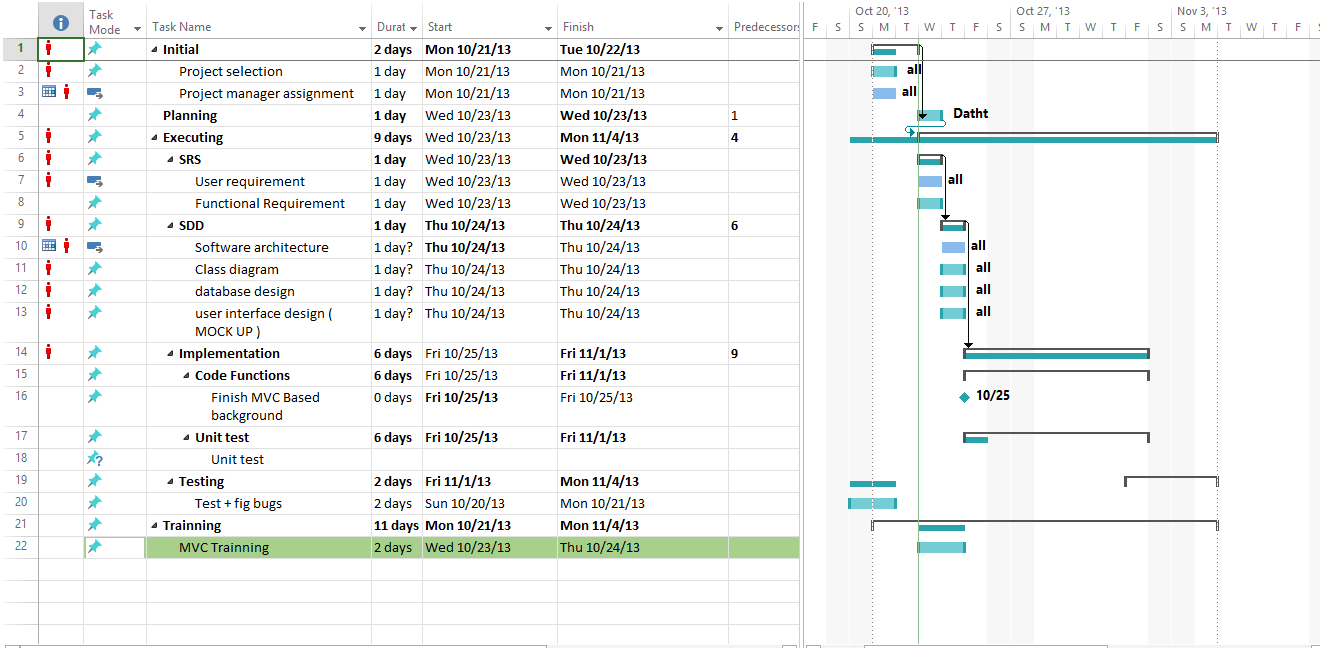 Task Mode Task Name Durat Start Finish Predecessors
Oct 20, '13 Oct 27, '13 Nov 3, '13
F S S M T W T F S S M T W T F S S M T W T F
1 Initial 2 days Mon 10/21/13 Tue 10/22/13
2 Project selection 1 day Mon 10/21/13 Mon 10/21/13 all
3 Project manager assignment 1 day Mon 10/21/13 Mon 10/21/13 all
4 Planning 1 day Wed 10/23/13 Wed 10/23/13 1 Datht
5 Executing 9 days Wed 10/23/13 Mon 11/4/13 4
6 SRS 1 day Wed 10/23/13 Wed 10/23/13
7 User requirement 1 day Wed 10/23/13 Wed 10/23/13 all
8 Functional Requirement 1 day Wed 10/23/13 Wed 10/23/13
9 SDD 1 day Thu 10/24/13 Thu 10/24/13 6
10 Software architecture 1 day? Thu 10/24/13 Thu 10/24/13 all
11 Class diagram 1 day? Thu 10/24/13 Thu 10/24/13 all
12 database design 1 day? Thu 10/24/13 Thu 10/24/13 all
13 user interface design ( 1 day? Thu 10/24/13 Thu 10/24/13 all
MOCK UP )
14 Implementation 6 days Fri 10/25/13 Fri 11/1/13 9
15 Code Functions 6 days Fri 10/25/13 Fri 11/1/13
16 Finish MVC Based 0 days Fri 10/25/13 Fri 10/25/13 10/25
background
17 Unit test 6 days Fri 10/25/13 Fri 11/1/13
18 Unit test
19 Testing 2 days Fri 11/1/13 Mon 11/4/13
20 Test + fig bugs 2 days Sun 10/20/13 Mon 10/21/13
21 Trainning 11 days Mon 10/21/13 Mon 11/4/13
22 MVC Trainning 2 days Wed 10/23/13 Thu 10/24/13